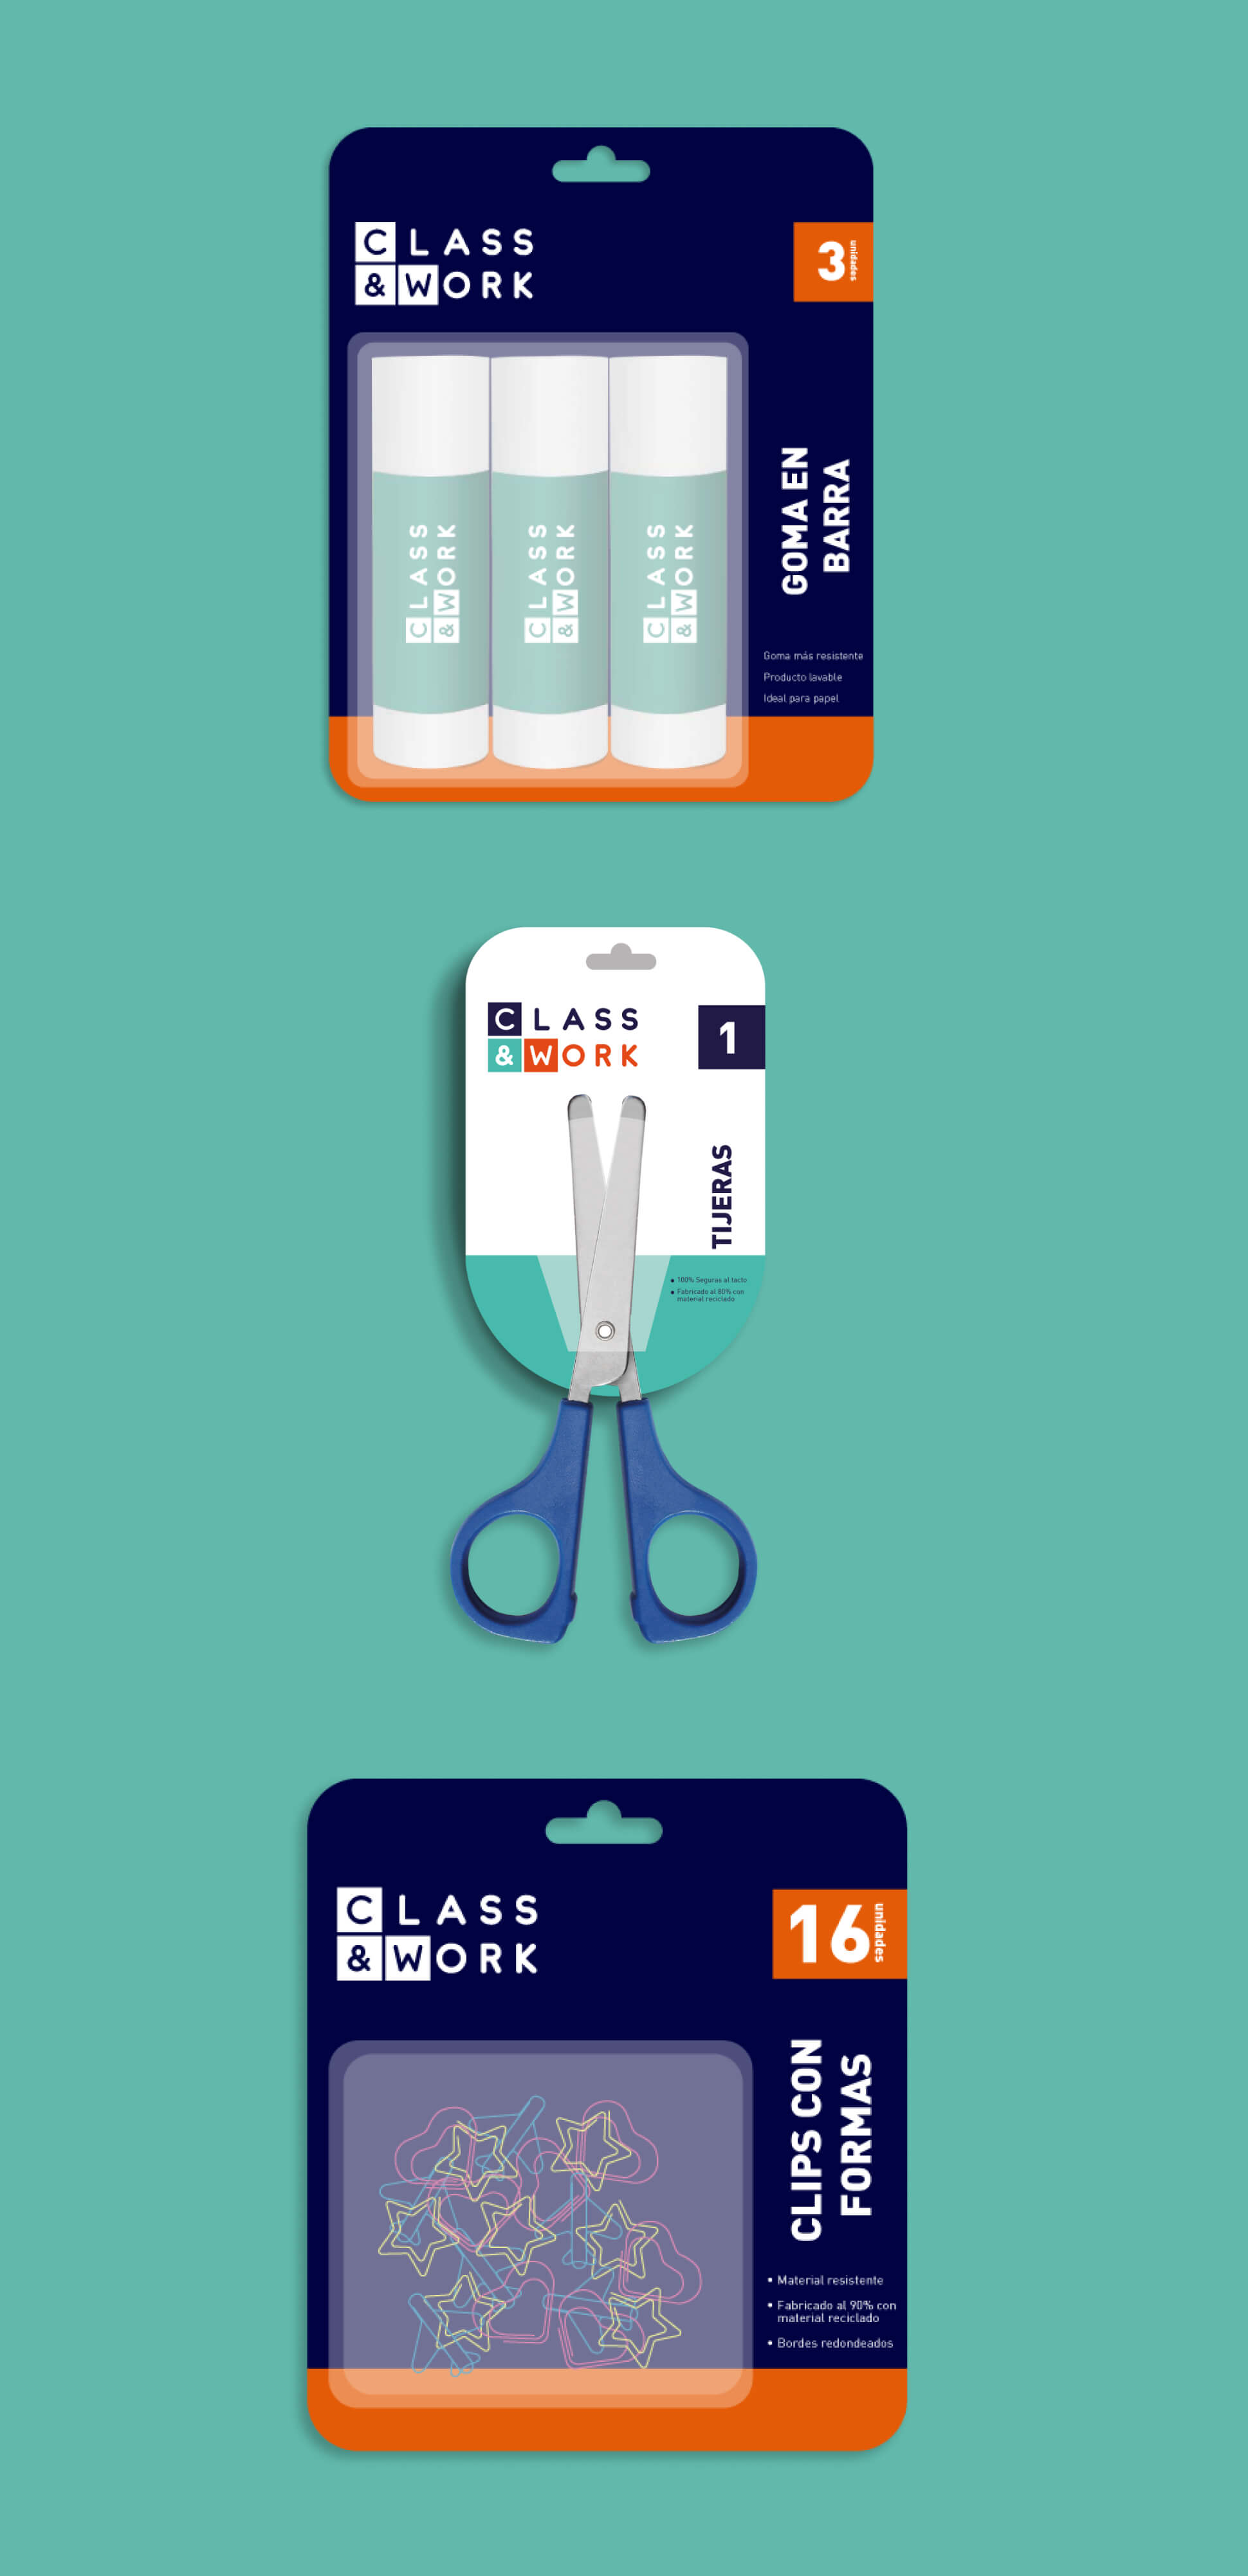 CLASS
&WORK
3 unidades
CLASS
&WORK
CLASS
&WORK
CLASS
&WORK
GOMA EN
BARRA
Goma más resistente
Producto lavable
Ideal para papel
CLASS
&WORK
1
TIJERAS
• 100% Seguras al tacto
• Fabricado al 80% con
material reciclado
CLASS
&WORK
16 unidades
CLIPS CON
FORMAS
• Material resistente
• Fabricado al 90% con
material reciclado
• Bordes redondeados